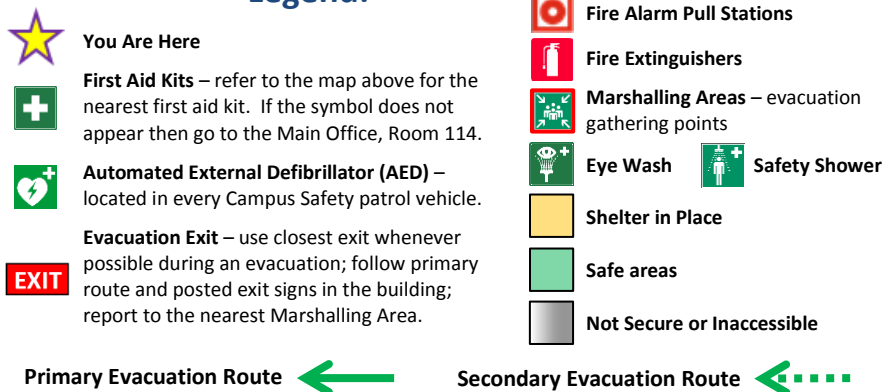 Legend:
You Are Here
First Aid Kits – refer to the map above for the
nearest first aid kit. If the symbol does not
appear then go to the Main Office, Room 114.
Automated External Defibrillator (AED) –
located in every Campus Safety patrol vehicle.
Evacuation Exit – use closest exit whenever
possible during an evacuation; follow primary
route and posted exit signs in the building;
report to the nearest Marshalling Area.
EXIT
Fire Alarm Pull Stations
Fire Extinguishers
Marshalling Areas – evacuation
gathering points
Eye Wash
Safety Shower
Shelter in Place
Safe areas
Not Secure or Inaccessible
Primary Evacuation Route
Secondary Evacuation Route